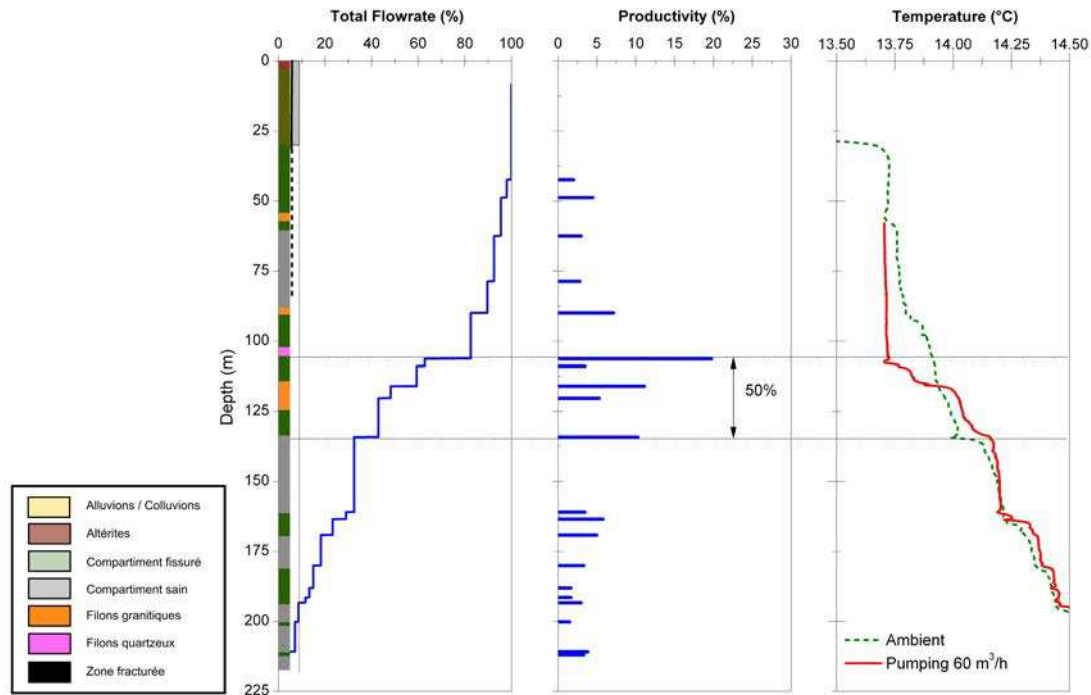 Total Flowrate (%)
Productivity (%)
Temperature (°C)
0 20 40 60 80 100
0 5 10 15 20 25 30
13.50 13.75 14.00 14.25 14.50
0
25
50
75
100
125
150
175
200
225
Depth (m)
50%
Alluvions / Colluvions
Altérites
Compartiment fissuré
Compartiment sain
Filons granitiques
Filons quartzeux
Zone fracturée
Ambient
Pumping 60 m³/h